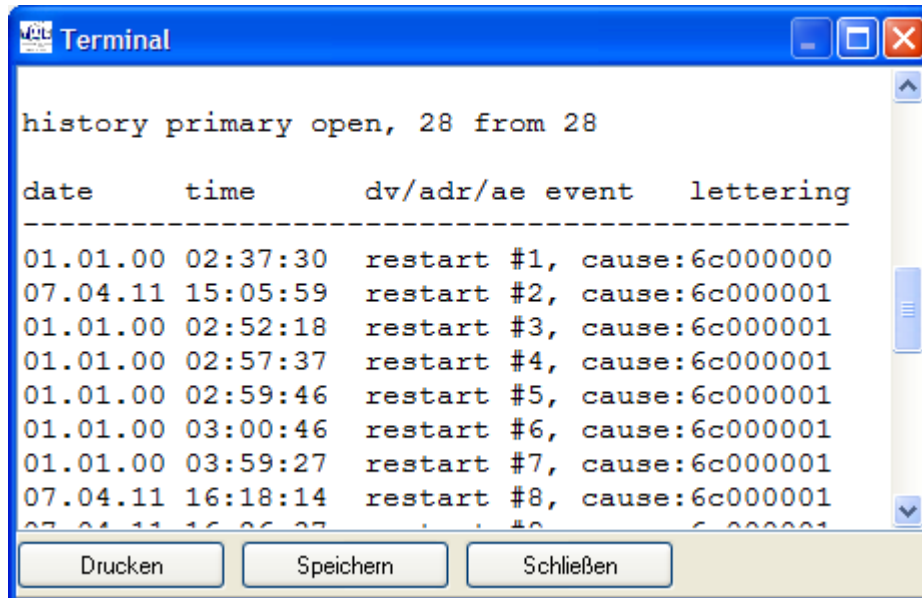 Terminal
history primary open, 28 from 28
date time dv/adr/ae event lettering
----------------------------------------------
01.01.00 02:37:30 restart #1, cause:6c000000
07.04.11 15:05:59 restart #2, cause:6c000001
01.01.00 02:52:18 restart #3, cause:6c000001
01.01.00 02:57:37 restart #4, cause:6c000001
01.01.00 02:59:46 restart #5, cause:6c000001
01.01.00 03:00:46 restart #6, cause:6c000001
01.01.00 03:59:27 restart #7, cause:6c000001
07.04.11 16:18:14 restart #8, cause:6c000001
Drucken Speichern Schließen